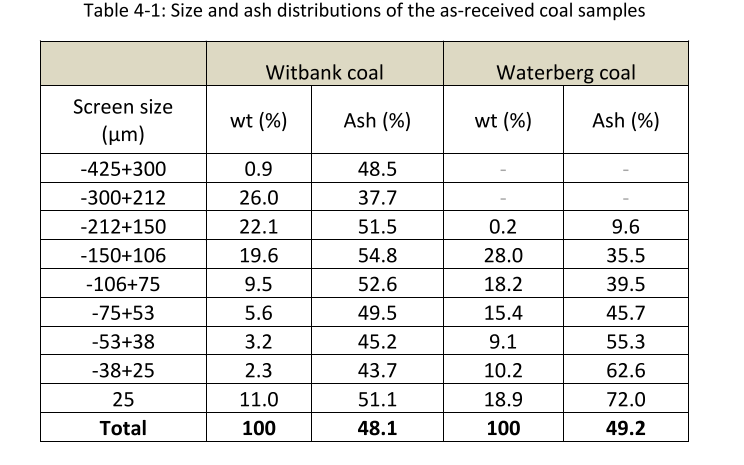 Table 4-1: Size and ash distributions of the as-received coal samples
Witbank coal Waterberg coal
Screen size (µm) wt (%) Ash (%) wt (%) Ash (%)
-425+300 0.9 48.5 - -
-300+212 26.0 37.7 - -
-212+150 22.1 51.5 0.2 9.6
-150+106 19.6 54.8 28.0 35.5
-106+75 9.5 52.6 18.2 39.5
-75+53 5.6 49.5 15.4 45.7
-53+38 3.2 45.2 9.1 55.3
-38+25 2.3 43.7 10.2 62.6
25 11.0 51.1 18.9 72.0
Total 100 48.1 100 49.2